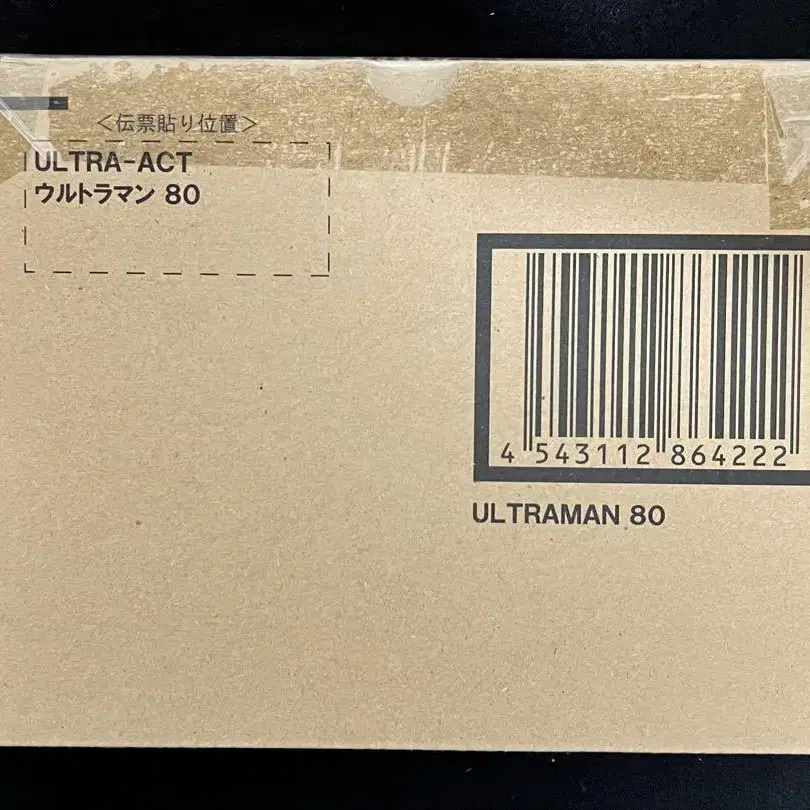 <伝票貼り位置>
ULTRA-ACT
ウルトラマン 80
4 543112 864222
ULTRAMAN 80